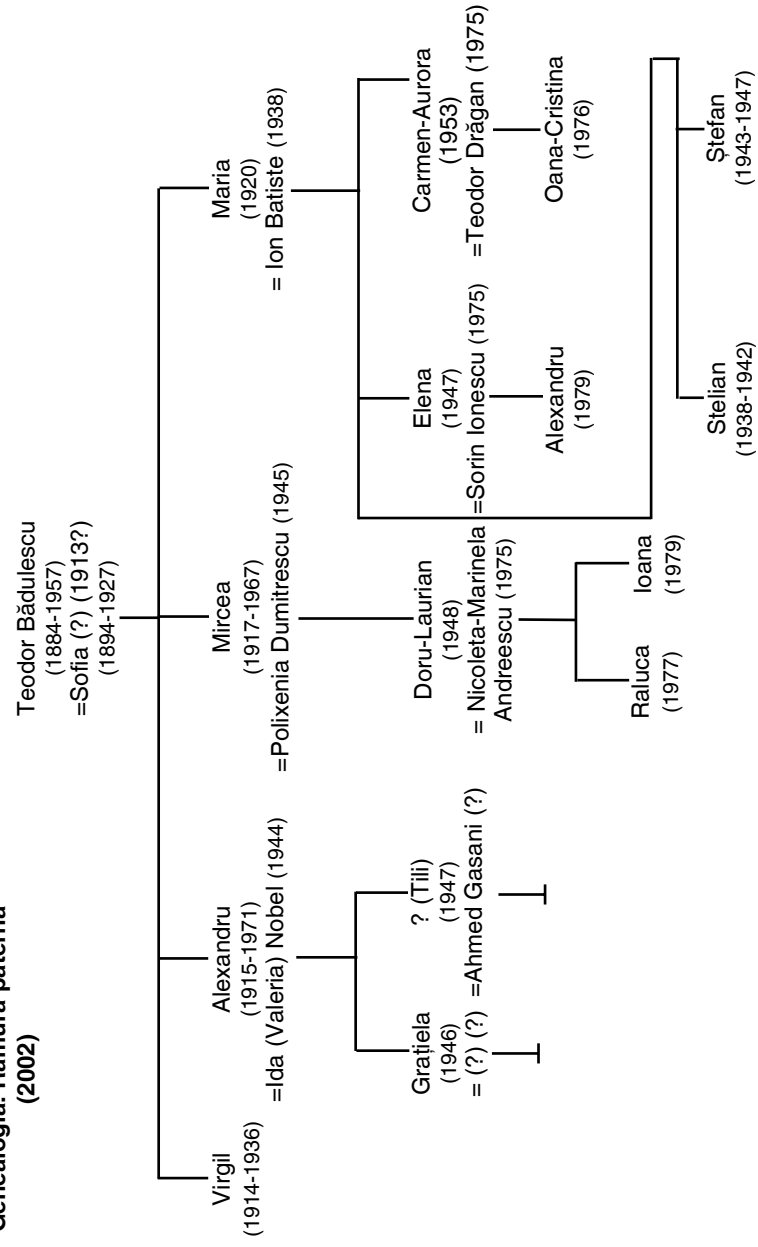 (2002)
Teodor Bădulescu
(1884-1957)
=Sofia (?) (1913?)
(1894-1927)
Virgil
(1914-1936)
Alexandru
(1915-1971)
=Ida (Valeria) Nobel (1944)
Mircea
(1917-1967)
=Polixenia Dumitrescu (1945)
Maria
(1920)
= Ion Batiste (1938)
Grațiela
(1946)
= (?) (?)
? (Tili)
(1947)
=Ahmed Gasani (?)
Doru-Laurian
(1948)
= Nicoleta-Marinela
Andreescu (1975)
Elena
(1947)
=Sorin Ionescu (1975)
Carmen-Aurora
(1953)
=Teodor Drăgan (1975)
Raluca
(1977)
Ioana
(1979)
Alexandru
(1979)
Oana-Cristina
(1976)
Stelian
(1938-1942)
Ștefan
(1943-1947)